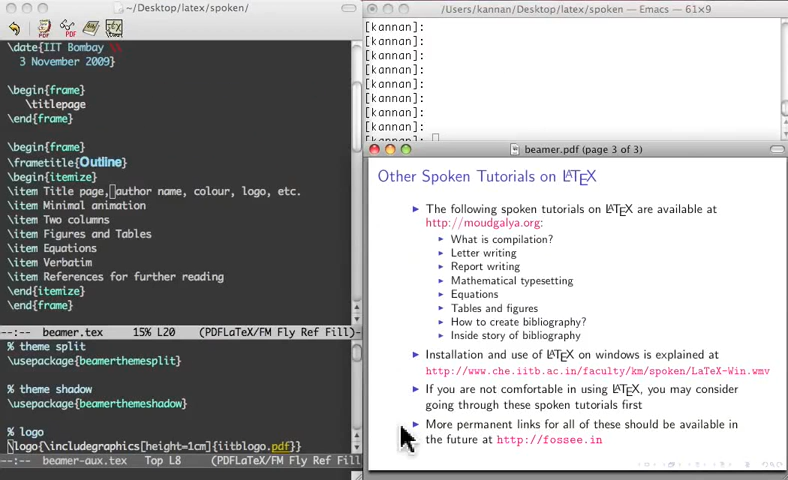 ~/Desktop/latex/spoken/
\date{IIT Bombay \\
3 November 2009}
\begin{frame}
\titlepage
\end{frame}
\begin{frame}
\frametitle{Outline}
\begin{itemize}
\item Title page, author name, colour, logo, etc.
\item Minimal animation
\item Two columns
\item Figures and Tables
\item Equations
\item Verbatim
\item References for further reading
\end{itemize}
\end{frame}
--:-- beamer.tex 15% L20 (PDFLaTeX/FM Fly Ref Fill)
% theme split
\usepackage{beamerthemesplit}
% theme shadow
\usepackage{beamerthemeshadow}
% logo
\logo{\includegraphics[height=1cm]{iitblogo.pdf}}
--:-- beamer-aux.tex Top L8 (PDFLaTeX/FM Fly Ref Fill)
/Users/kannan/Desktop/latex/spoken — Emacs — 61×9
[kannan]:
[kannan]:
[kannan]:
[kannan]:
[kannan]:
[kannan]:
[kannan]:
[kannan]:
beamer.pdf (page 3 of 3)
Other Spoken Tutorials on LATEX
The following spoken tutorials on LATEX are available at
http://moudgalya.org:
What is compilation?
Letter writing
Report writing
Mathematical typesetting
Equations
Tables and figures
How to create bibliography?
Inside story of bibliography
Installation and use of LATEX on windows is explained at
http://www.che.iitb.ac.in/faculty/km/spoken/LaTeX-Win.wmv
If you are not comfortable in using LATEX, you may consider
going through these spoken tutorials first
More permanent links for all of these should be available in
the future at http://fossee.in